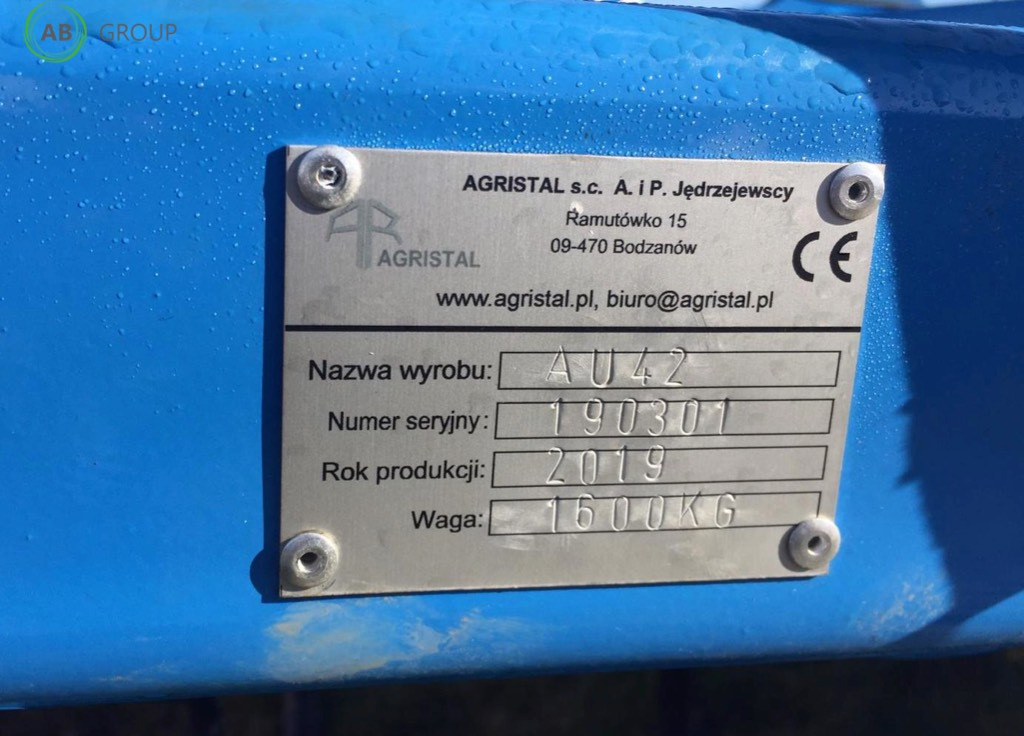 AB GROUP
AGRISTAL s.c. A. i P. Jędrzejewscy
Ramutówko 15
09-470 Bodzanów
AGRISTAL
CE
www.agristal.pl, biuro@agristal.pl
Nazwa wyrobu: AU42
Numer seryjny: 190301
Rok produkcji: 2019
Waga: 1600KG